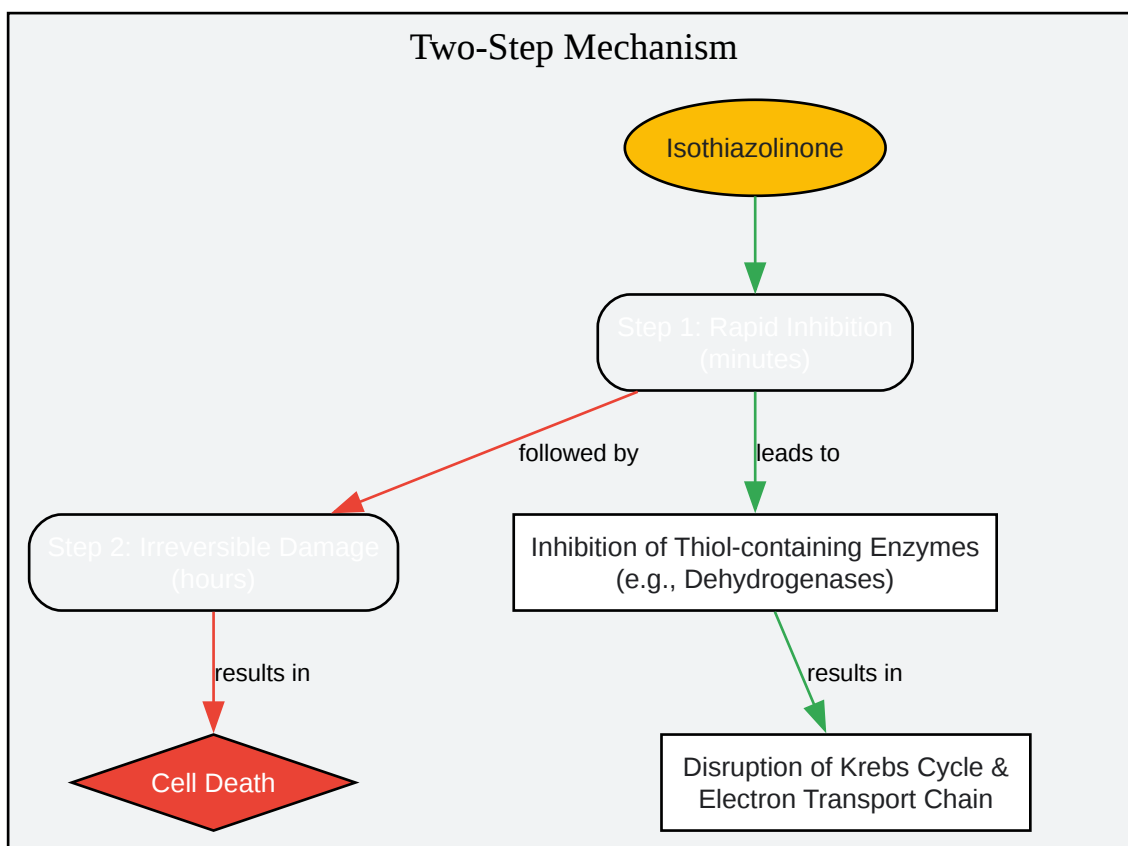 Two-Step Mechanism
Isothiazolinone
Step 1: Rapid Inhibition
(minutes)
followed by
leads to
Step 2: Irreversible Damage
(hours)
Inhibition of Thiol-containing Enzymes
(e.g., Dehydrogenases)
results in
results in
Cell Death
Disruption of Krebs Cycle &
Electron Transport Chain